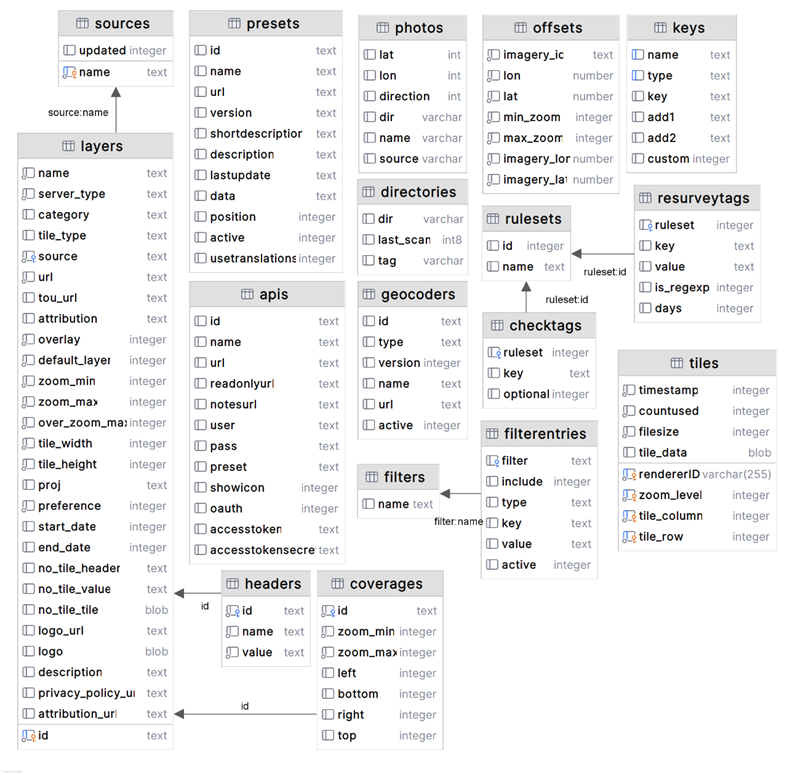 sources
updated integer
name text
source:name
layers
name text
server_type text
category text
tile_type text
source text
url text
tou_url text
attribution text
overlay integer
default_layer integer
zoom_min integer
zoom_max integer
over_zoom_max integer
tile_width integer
tile_height integer
proj text
preference integer
start_date integer
end_date integer
no_tile_header text
no_tile_value text
no_tile_tile blob
logo_url text
logo blob
description text
privacy_policy_ur text
attribution_url text
id text
presets
id text
name text
url text
version text
shortdescription text
description text
lastupdate text
data text
position integer
active integer
usetranslations integer
apis
id text
name text
url text
readonlyurl text
notesurl text
user text
pass text
preset text
showicon integer
oauth integer
accesstoken text
accesstokensecre text
headers
id text
name text
value text
id
coverages
id text
zoom_min integer
zoom_max integer
left integer
bottom integer
right integer
top integer
id
photos
lat int
lon int
direction int
dir varchar
name varchar
source varchar
directories
dir varchar
last_scan int8
tag varchar
geocoders
id text
type text
version integer
name text
url text
active integer
filters
name text
filter:name
offsets
imagery_id text
lon number
lat number
min_zoom integer
max_zoom integer
imagery_lon number
imagery_lat number
rulesets
id integer
name text
ruleset:id
ruleset:id
checktags
ruleset integer
key text
optional integer
filterentries
filter text
include integer
type text
key text
value text
active integer
keys
name text
type text
key text
add1 text
add2 text
custom integer
resurveytags
ruleset integer
key text
value text
is_regexp integer
days integer
tiles
timestamp integer
countused integer
filesize integer
tile_data blob
rendererID varchar(255)
zoom_level integer
tile_column integer
tile_row integer